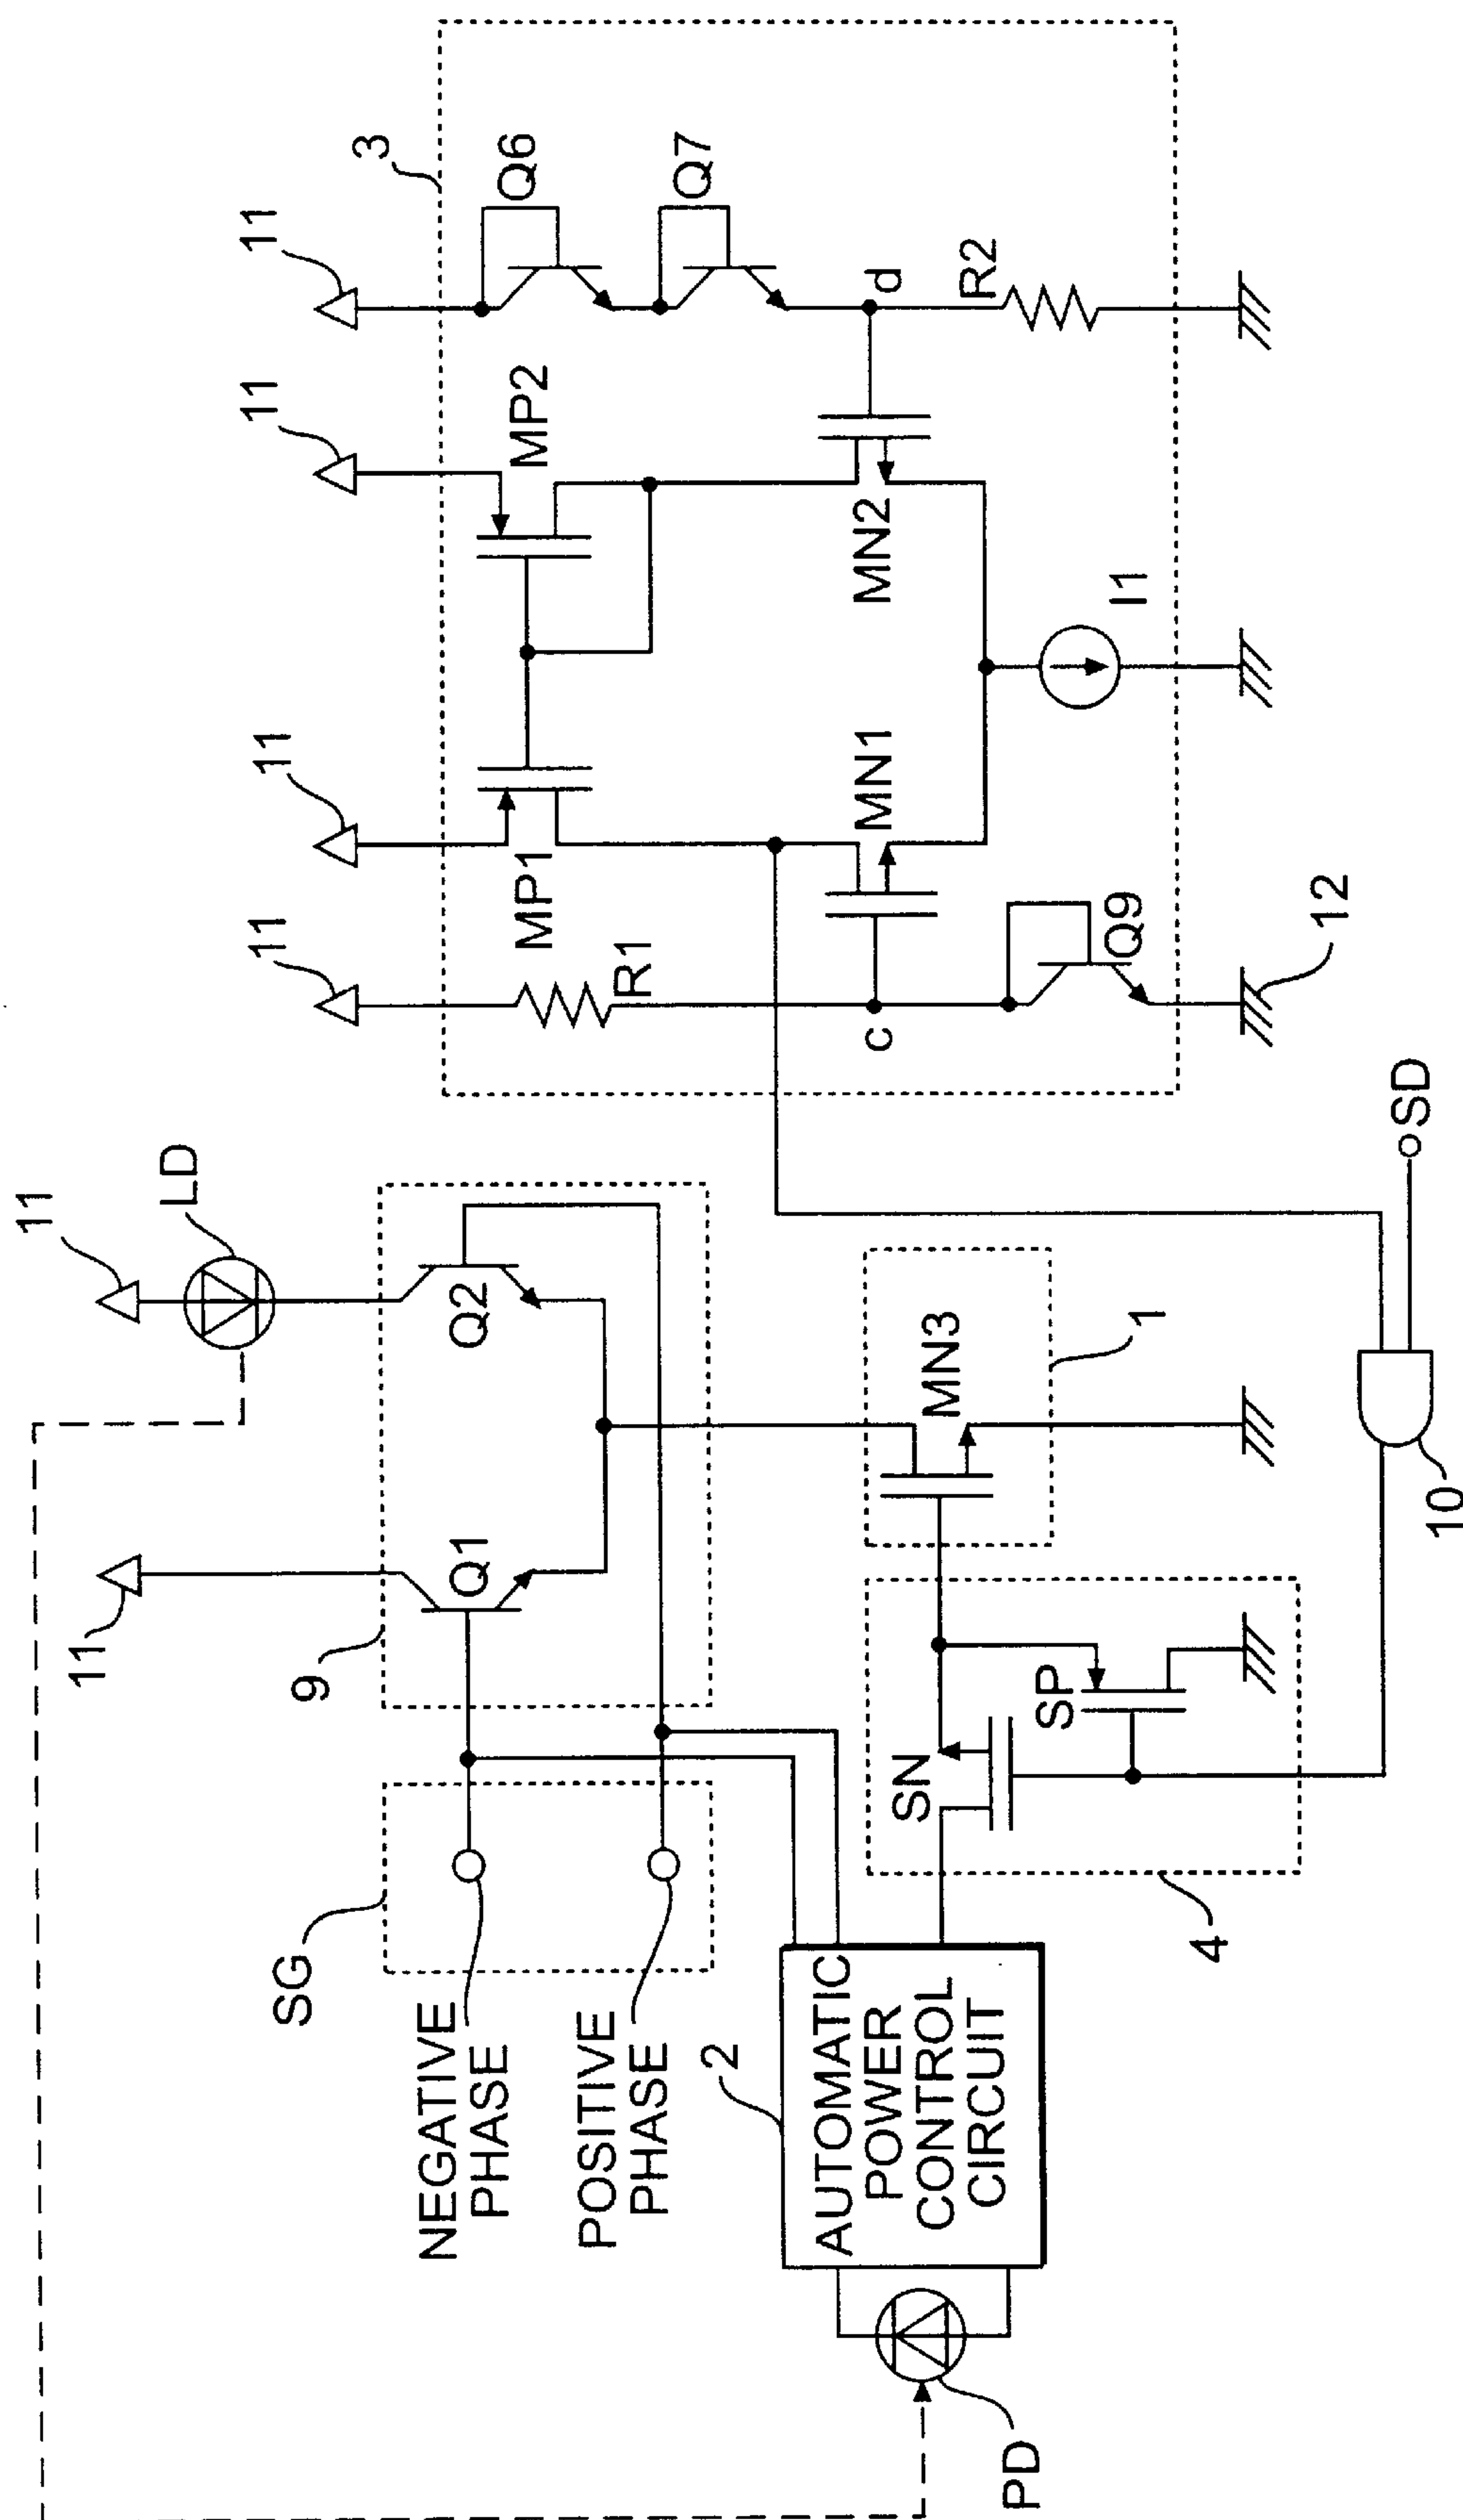 11
11
11
11
3
Q6
MP2
Q7
MP1
R1
d
R2
MN2
MN1
c
Q9
I1
12
11
LD
11
9
Q1
Q2
SG
NEGATIVE
PHASE
POSITIVE
PHASE
2
AUTOMATIC
POWER
CONTROL
CIRCUIT
SN
SP
MN3
1
4
PD
10
SD